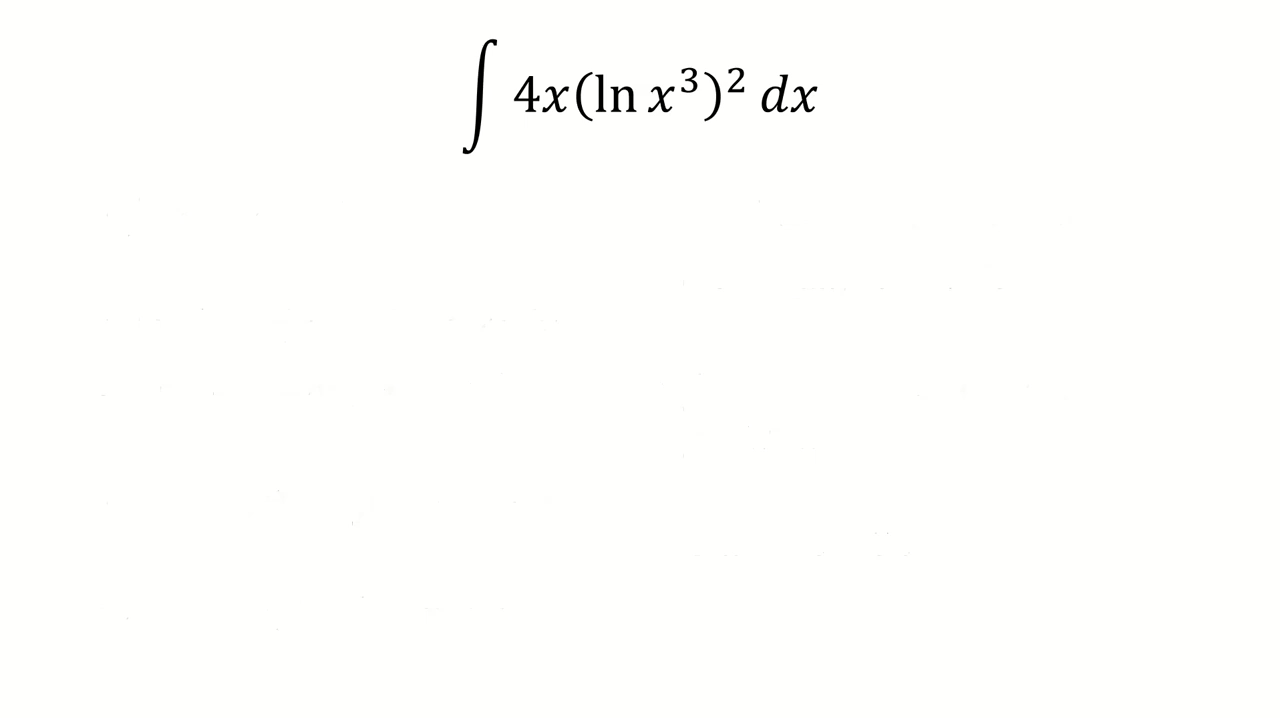 ∫ 4x(ln x³)² dx